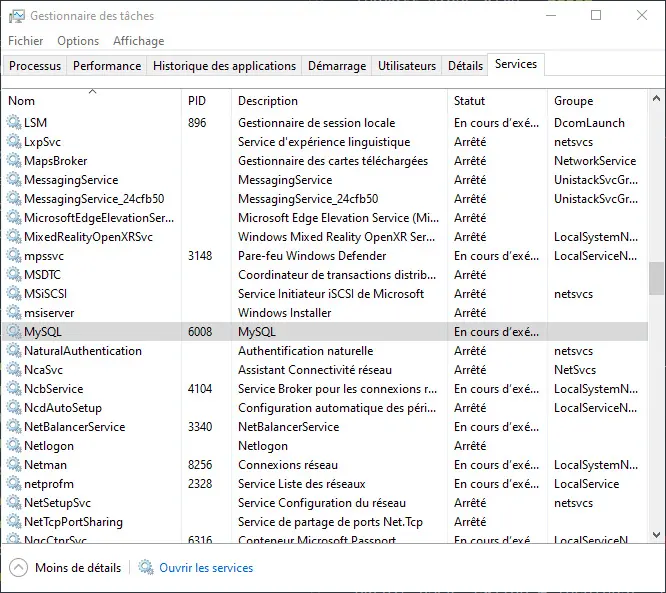 Gestionnaire des tâches
Fichier Options Affichage
Processus Performance Historique des applications Démarrage Utilisateurs Détails Services
Nom PID Description Statut Groupe
LSM 896 Gestionnaire de session locale En cours d'exé... DcomLaunch
LxpSvc Service d'expérience linguistique Arrêté netsvcs
MapsBroker Gestionnaire des cartes téléchargées Arrêté NetworkService
MessagingService MessagingService Arrêté UnistackSvcGr...
MessagingService_24cfb50 MessagingService_24cfb50 Arrêté UnistackSvcGr...
MicrosoftEdgeElevationSer... Microsoft Edge Elevation Service (Mi... Arrêté
MixedRealityOpenXRSvc Windows Mixed Reality OpenXR Ser... Arrêté LocalSystemN...
mpssvc 3148 Pare-feu Windows Defender En cours d'exé... LocalServiceN...
MSDTC Coordinateur de transactions distrib... Arrêté
MSiSCSI Service Initiateur iSCSI de Microsoft Arrêté netsvcs
msiserver Windows Installer Arrêté
MySQL 6008 MySQL En cours d'exé...
NaturalAuthentication Authentification naturelle Arrêté netsvcs
NcaSvc Assistant Connectivité réseau Arrêté NetSvcs
NcbService 4104 Service Broker pour les connexions r... En cours d'exé... LocalSystemN...
NcdAutoSetup Configuration automatique des péri... Arrêté LocalServiceN...
NetBalancerService 3340 NetBalancerService En cours d'exé...
Netlogon Netlogon Arrêté
Netman 8256 Connexions réseau En cours d'exé... LocalSystemN...
netprofm 2328 Service Liste des réseaux En cours d'exé... LocalService
NetSetupSvc Service Configuration du réseau Arrêté netsvcs
NetTcpPortSharing Service de partage de ports Net.Tcp Arrêté
NgcCtnrSvc 6316 Conteneur Microsoft Passport En cours d'exé... LocalServiceN...
Moins de détails Ouvrir les services